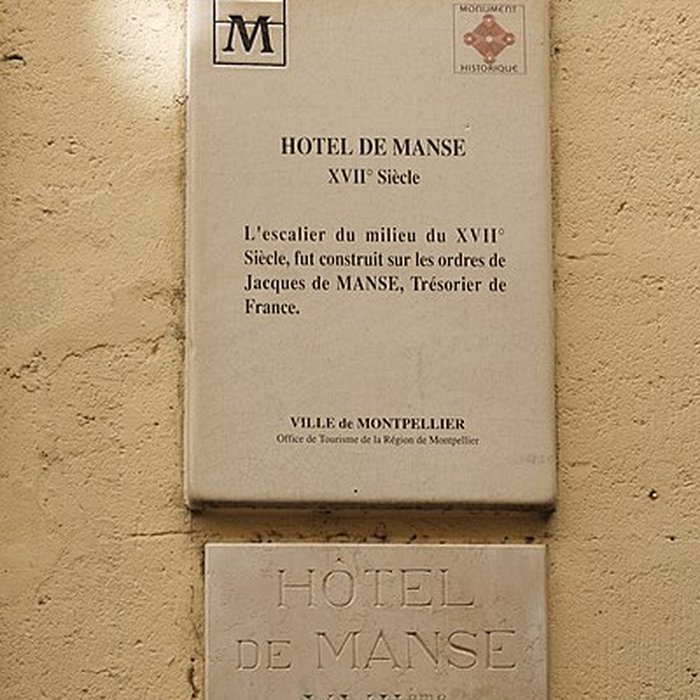 M
MONUMENT
HISTORIQUE
HOTEL DE MANSE
XVII° Siècle
L'escalier du milieu du XVII°
Siècle, fut construit sur les ordres de
Jacques de MANSE, Trésorier de
France.
VILLE de MONTPELLIER
Office de Tourisme de la Région de Montpellier
HÔTEL
DE MANSE